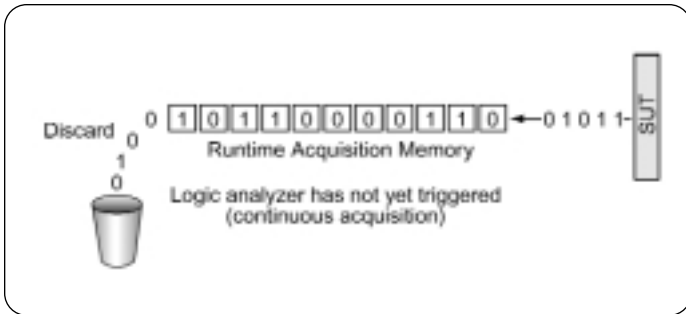 0 1 0 1 1 0 0 0 0 1 1 0 0 1 0 1 1 SUT
Discard 0
Runtime Acquisition Memory
1
0
Logic analyzer has not yet triggered
(continuous acquisition)